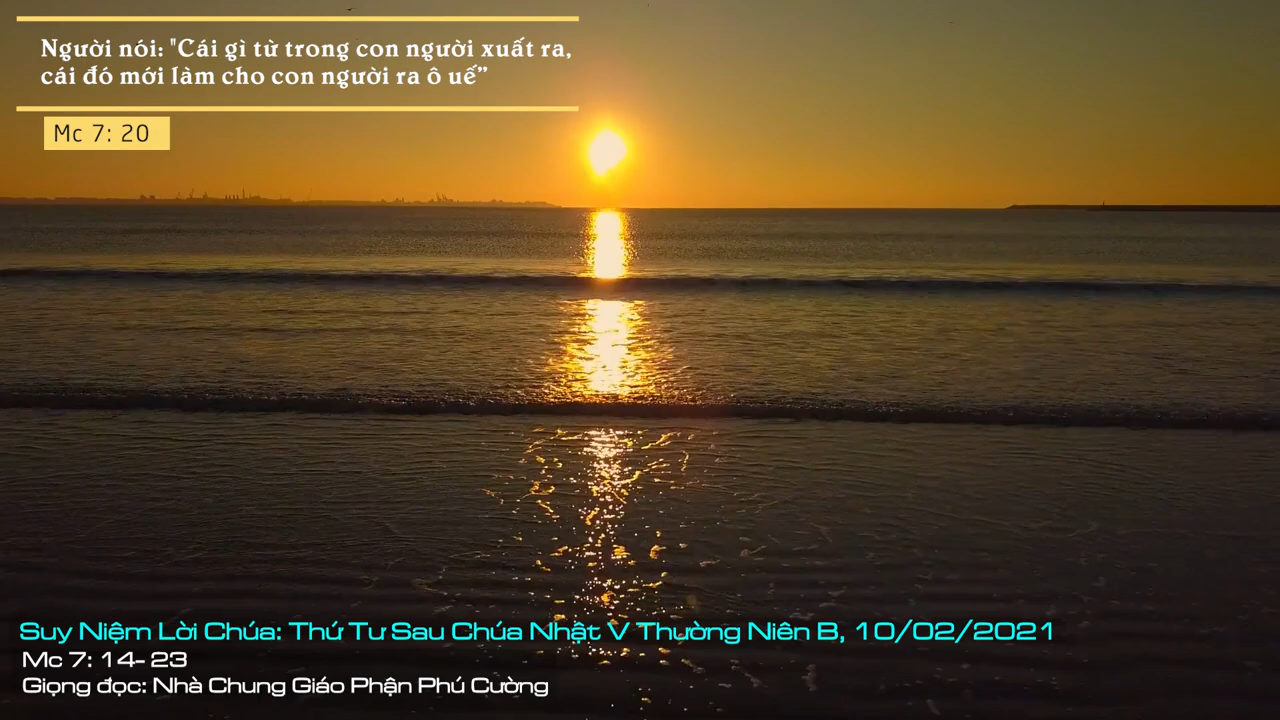 Người nói: "Cái gì từ trong con người xuất ra,
cái đó mới làm cho con người ra ô uế”
Mc 7: 20
Suy Niệm Lời Chúa: Thứ Tư Sau Chúa Nhật V Thường Niên B, 10/02/2021
Mc 7: 14- 23
Giọng đọc: Nhà Chung Giáo Phận Phú Cường